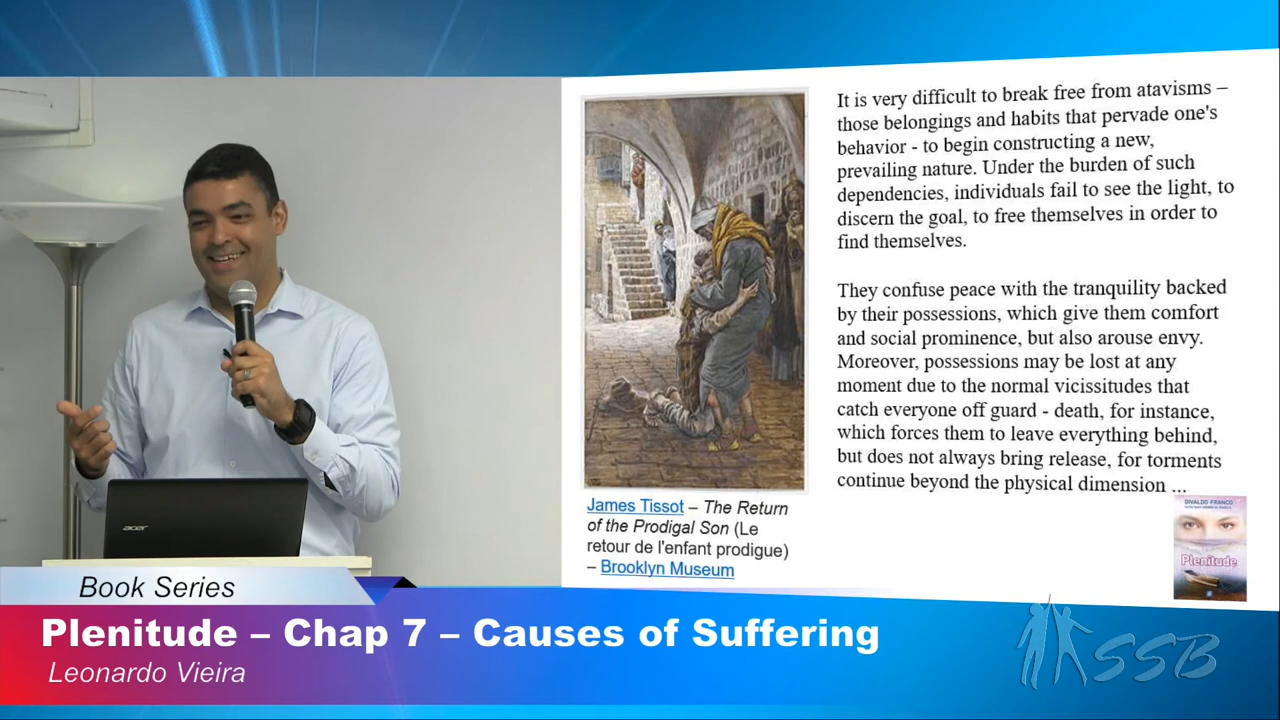 It is very difficult to break free from atavisms –
those belongings and habits that pervade one's
behavior - to begin constructing a new,
prevailing nature. Under the burden of such
dependencies, individuals fail to see the light, to
discern the goal, to free themselves in order to
find themselves.
They confuse peace with the tranquility backed
by their possessions, which give them comfort
and social prominence, but also arouse envy.
Moreover, possessions may be lost at any
moment due to the normal vicissitudes that
catch everyone off guard - death, for instance,
which forces them to leave everything behind,
but does not always bring release, for torments
continue beyond the physical dimension ...
James Tissot – The Return
of the Prodigal Son (Le
retour de l'enfant prodigue)
– Brooklyn Museum
DIVALDO FRANCO
Plenitude
acer
Book Series
Plenitude – Chap 7 – Causes of Suffering
Leonardo Vieira
SSB